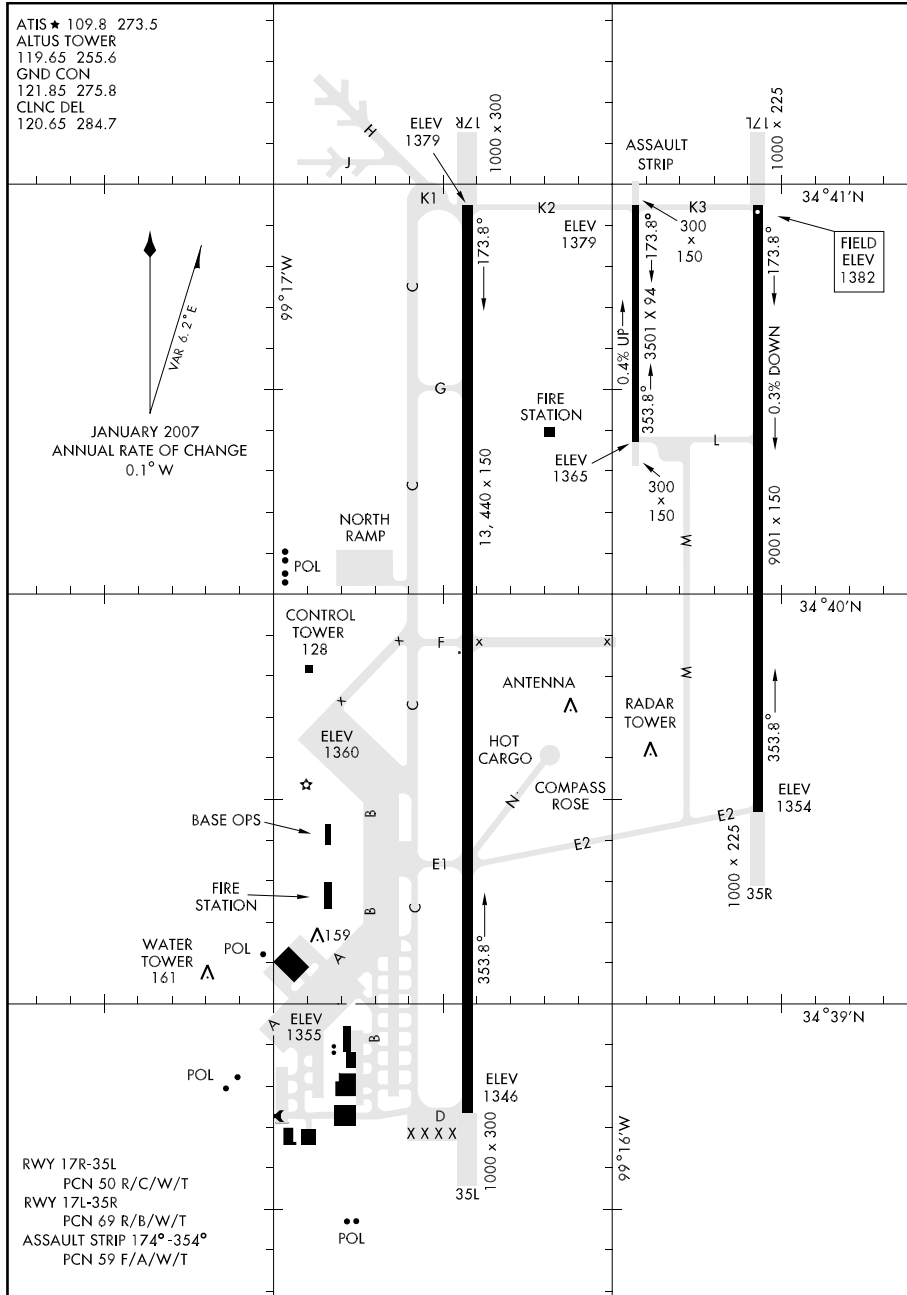 ATIS ★ 109.8 273.5
ALTUS TOWER
119.65 255.6
GND CON
121.85 275.8
CLNC DEL
120.65 284.7
H
J
ELEV
1379
17R
1000 x 300
ASSAULT
STRIP
17L
1000 x 225
34°41'N
K1
K2
K3
ELEV
1379
300
x
150
FIELD
ELEV
1382
99°17'W
VAR 6.2°E
JANUARY 2007
ANNUAL RATE OF CHANGE
0.1° W
C
173.8°
173.8°
173.8°
0.4% UP
3501 X 94
353.8°
0.3% DOWN
G
FIRE
STATION
L
ELEV
1365
300
x
150
C
13,440 x 150
9001 x 150
NORTH
RAMP
POL
M
34°40'N
CONTROL
TOWER
128
x
F
x
x
x
C
M
ANTENNA
RADAR
TOWER
353.8°
ELEV
1360
HOT
CARGO
N
COMPASS
ROSE
ELEV
1354
B
BASE OPS
E1
E2
E2
1000 x 225
35R
FIRE
STATION
B
C
353.8°
159
POL
A
WATER
TOWER
161
34°39'N
A
ELEV
1355
B
POL
ELEV
1346
D
X X X X
1000 x 300
35L
99°16'W
RWY 17R-35L
PCN 50 R/C/W/T
RWY 17L-35R
PCN 69 R/B/W/T
ASSAULT STRIP 174°-354°
PCN 59 F/A/W/T
POL